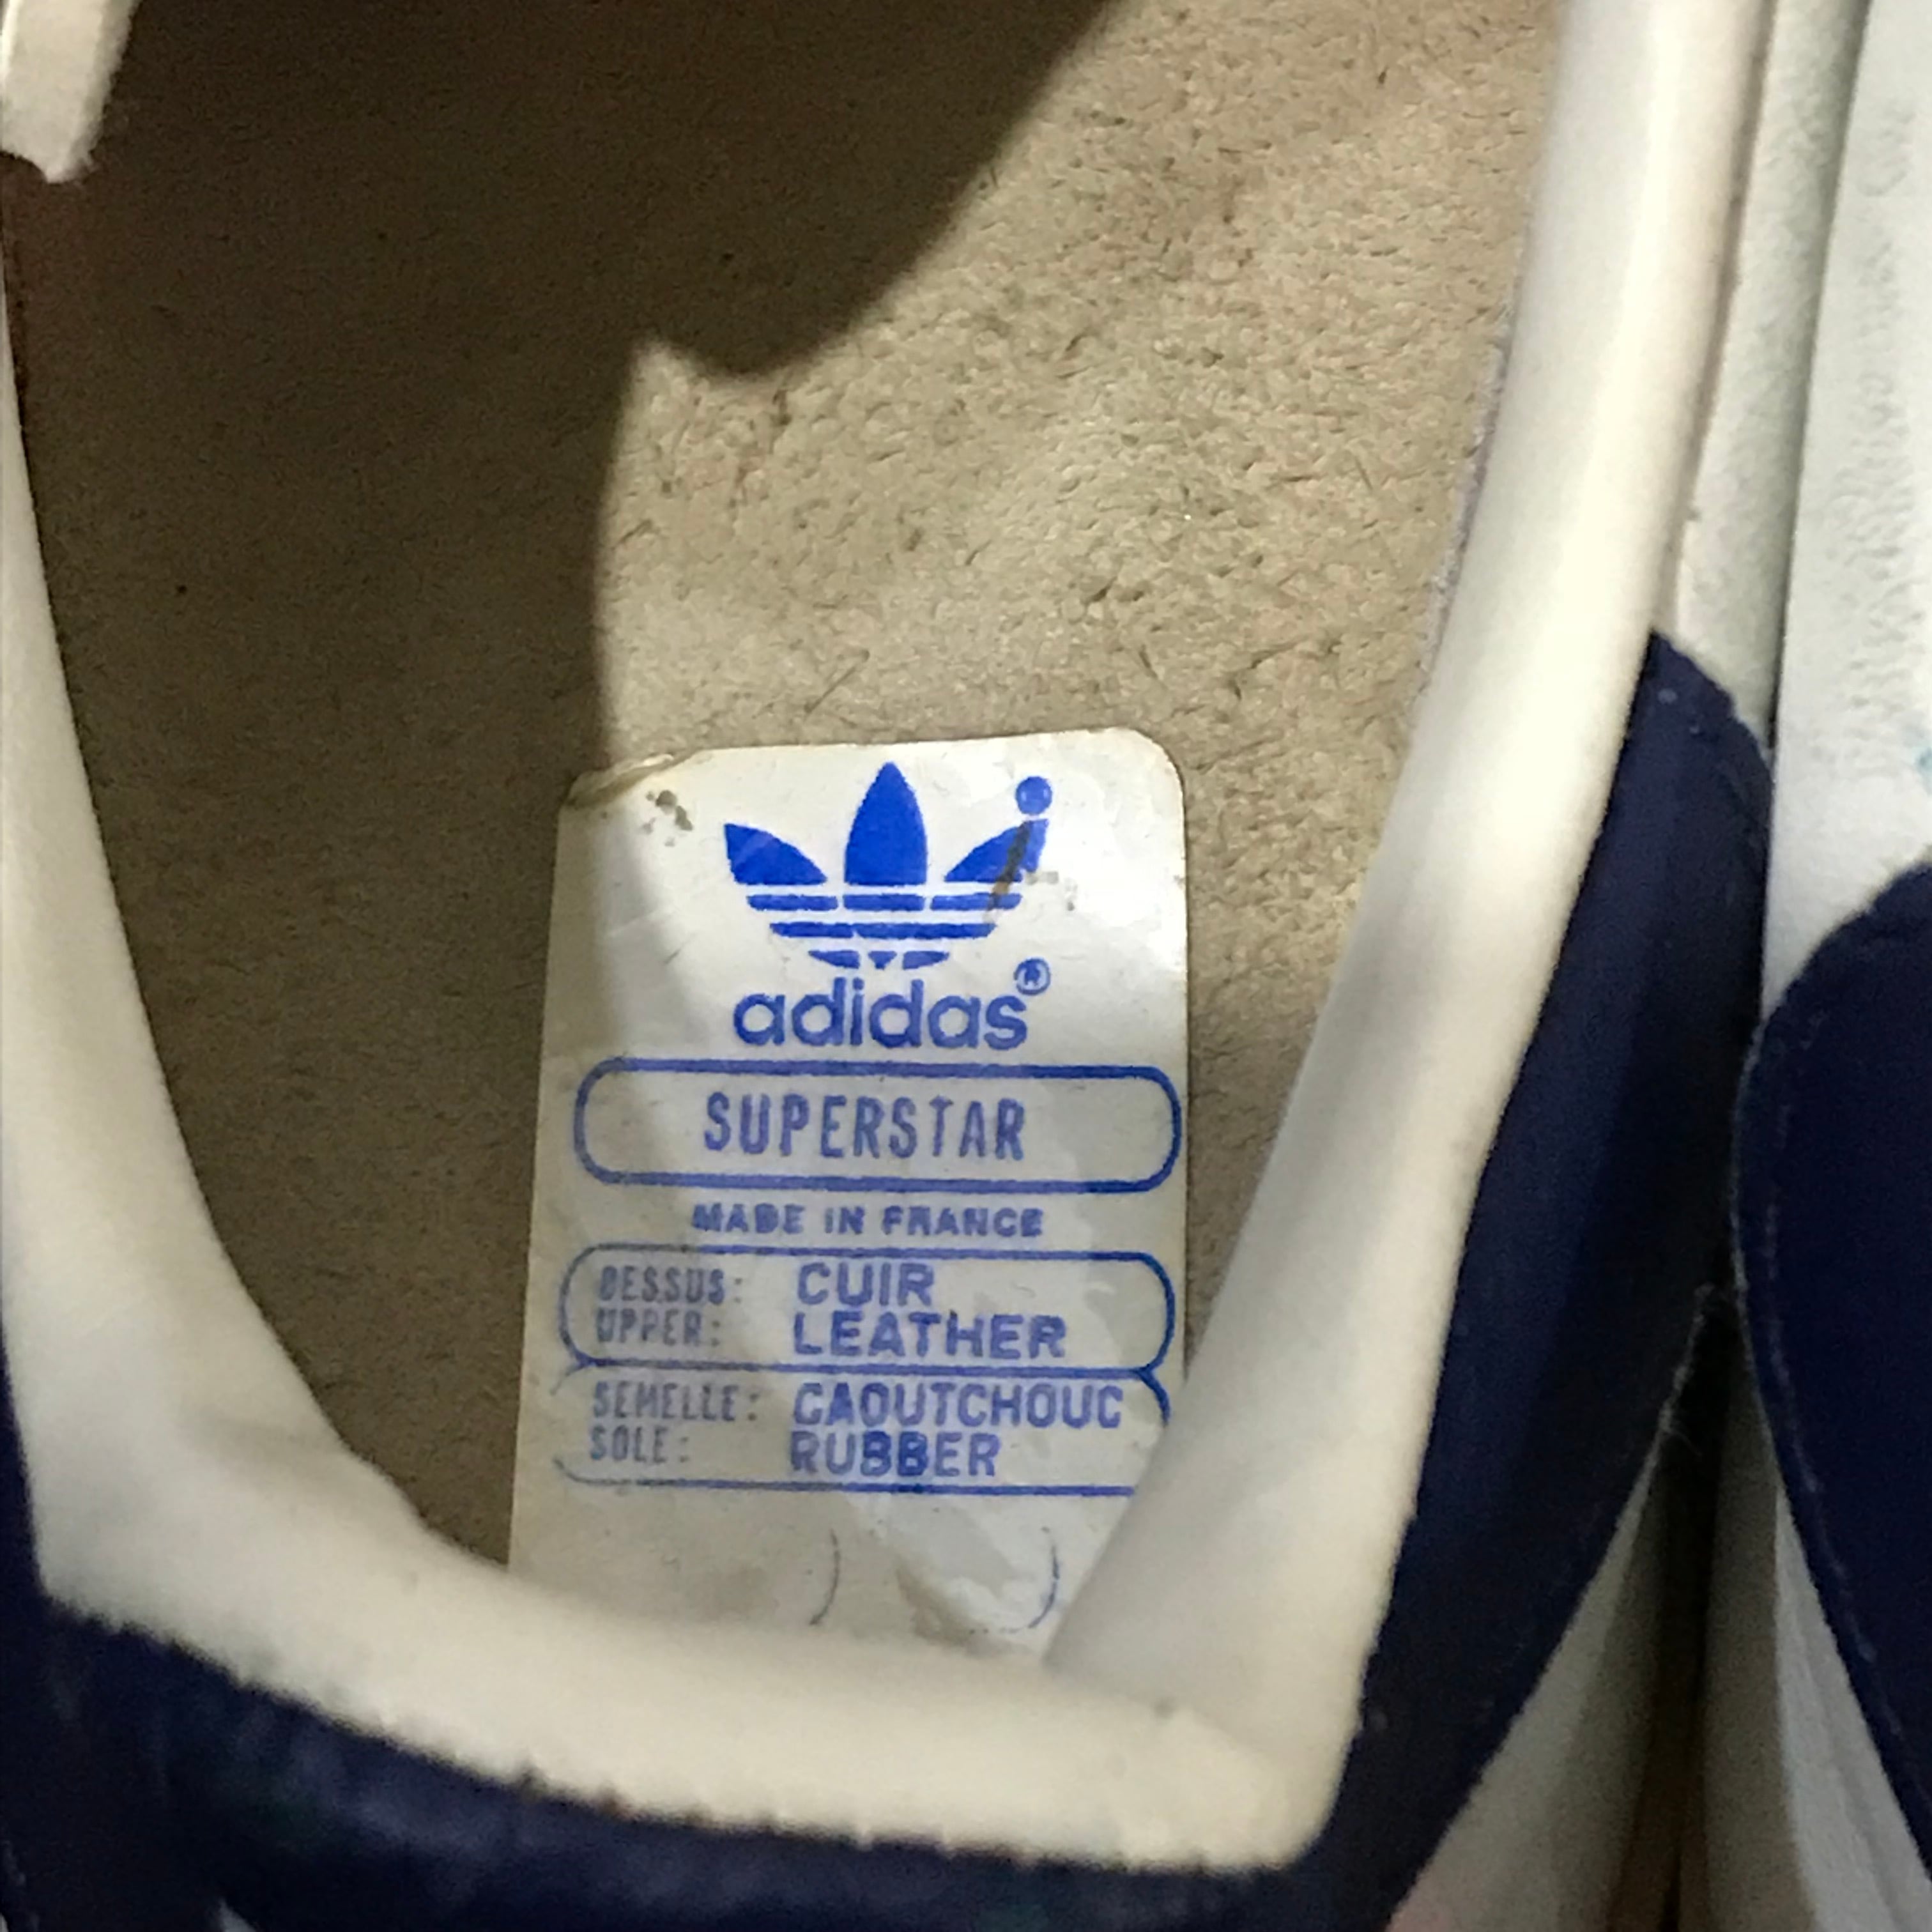 adidas®
SUPERSTAR
MADE IN FRANCE
DESSUS: CUIR
UPPER: LEATHER
SEMELLE: CAOUTCHOUC
SOLE: RUBBER